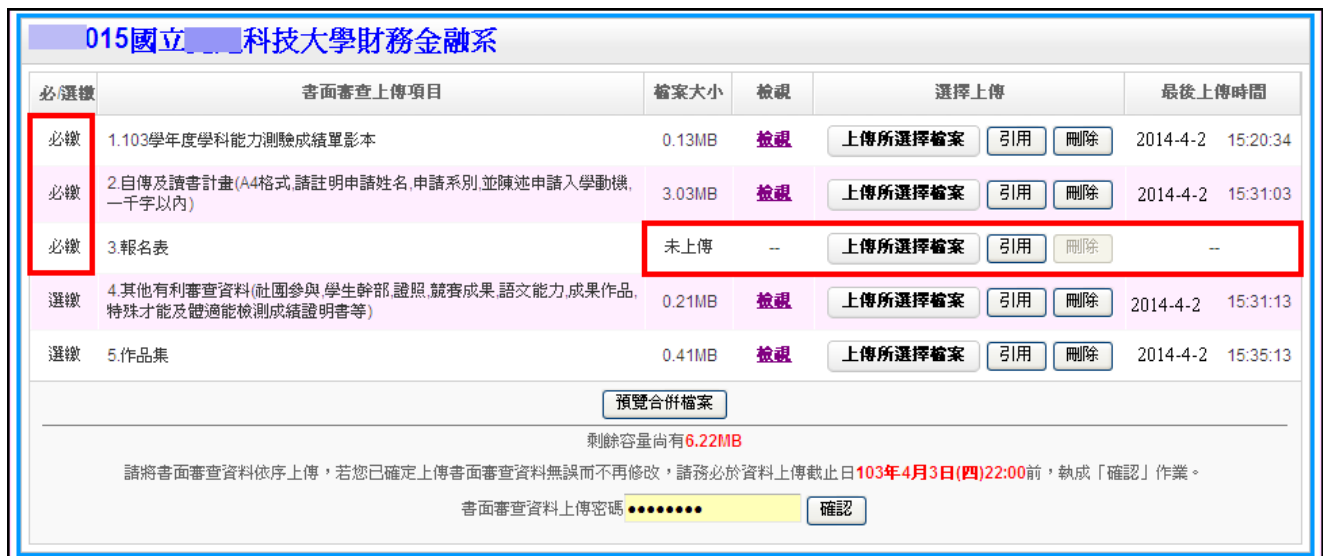 015國立 科技大學財務金融系
必/選繳 書面審查上傳項目 檔案大小 檢視 選擇上傳 最後上傳時間
必繳 1.103學年度學科能力測驗成績單影本 0.13MB 檢視 上傳所選擇檔案 引用 刪除 2014-4-2 15:20:34
必繳 2.自傳及讀書計畫(A4格式,請註明申請姓名,申請系別,並陳述申請入學動機,
一千字以內) 3.03MB 檢視 上傳所選擇檔案 引用 刪除 2014-4-2 15:31:03
必繳 3.報名表 未上傳 -- 上傳所選擇檔案 引用 刪除 --
選繳 4.其他有利審查資料(社團參與,學生幹部,證照,競賽成果,語文能力,成果作品,
特殊才能及體適能檢測成績證明書等) 0.21MB 檢視 上傳所選擇檔案 引用 刪除 2014-4-2 15:31:13
選繳 5.作品集 0.41MB 檢視 上傳所選擇檔案 引用 刪除 2014-4-2 15:35:13
預覽合併檔案
剩餘容量尚有6.22MB
請將書面審查資料依序上傳，若您已確定上傳書面審查資料無誤而不再修改，請務必於資料上傳截止日103年4月3日(四)22:00前，執成「確認」作業。
書面審查資料上傳密碼 ●●●●●●●● 確認